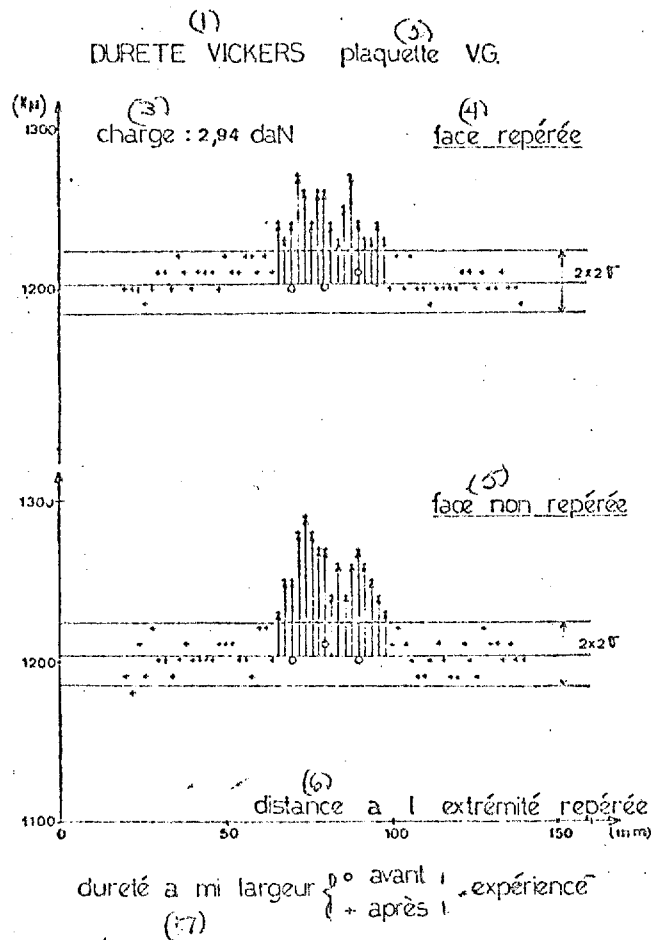 (1)
DURETE VICKERS plaquette V.G.
(3) (4)
1300
charge : 2,94 daN face repérée
2x2σ
1200
(5)
1300
face non repérée
2x2σ
1200
(6)
distance a l extrémité repérée
1100
0 50 100 150 (mm)
dureté a mi largeur { o avant
+ après } expérience
(7)